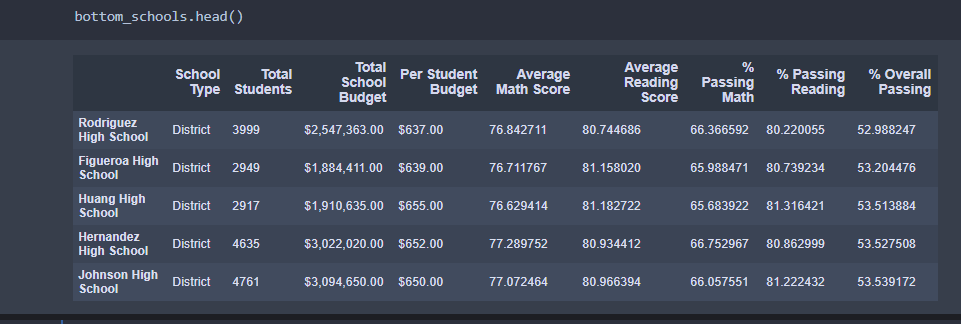 bottom_schools.head()
School Type Total Students Total School Budget Per Student Budget Average Math Score Average Reading Score % Passing Math % Passing Reading % Overall Passing
Rodriguez High School District 3999 $2,547,363.00 $637.00 76.842711 80.744686 66.366592 80.220055 52.988247
Figueroa High School District 2949 $1,884,411.00 $639.00 76.711767 81.158020 65.988471 80.739234 53.204476
Huang High School District 2917 $1,910,635.00 $655.00 76.629414 81.182722 65.683922 81.316421 53.513884
Hernandez High School District 4635 $3,022,020.00 $652.00 77.289752 80.934412 66.752967 80.862999 53.527508
Johnson High School District 4761 $3,094,650.00 $650.00 77.072464 80.966394 66.057551 81.222432 53.539172